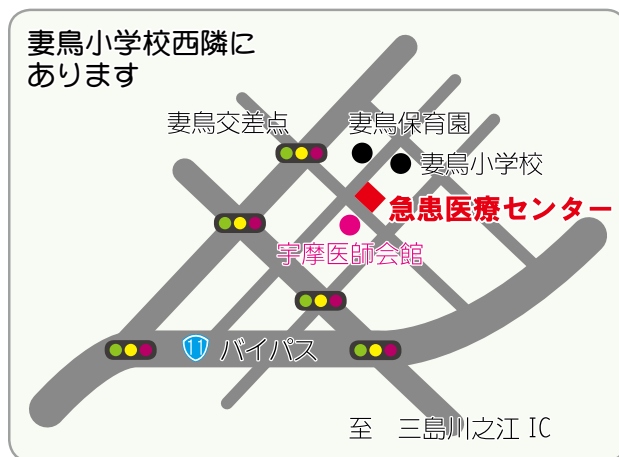 妻鳥小学校西隣に
あります
妻鳥交差点
妻鳥保育園
妻鳥小学校
急患医療センター
宇摩医師会館
11 バイパス
至　三島川之江 IC